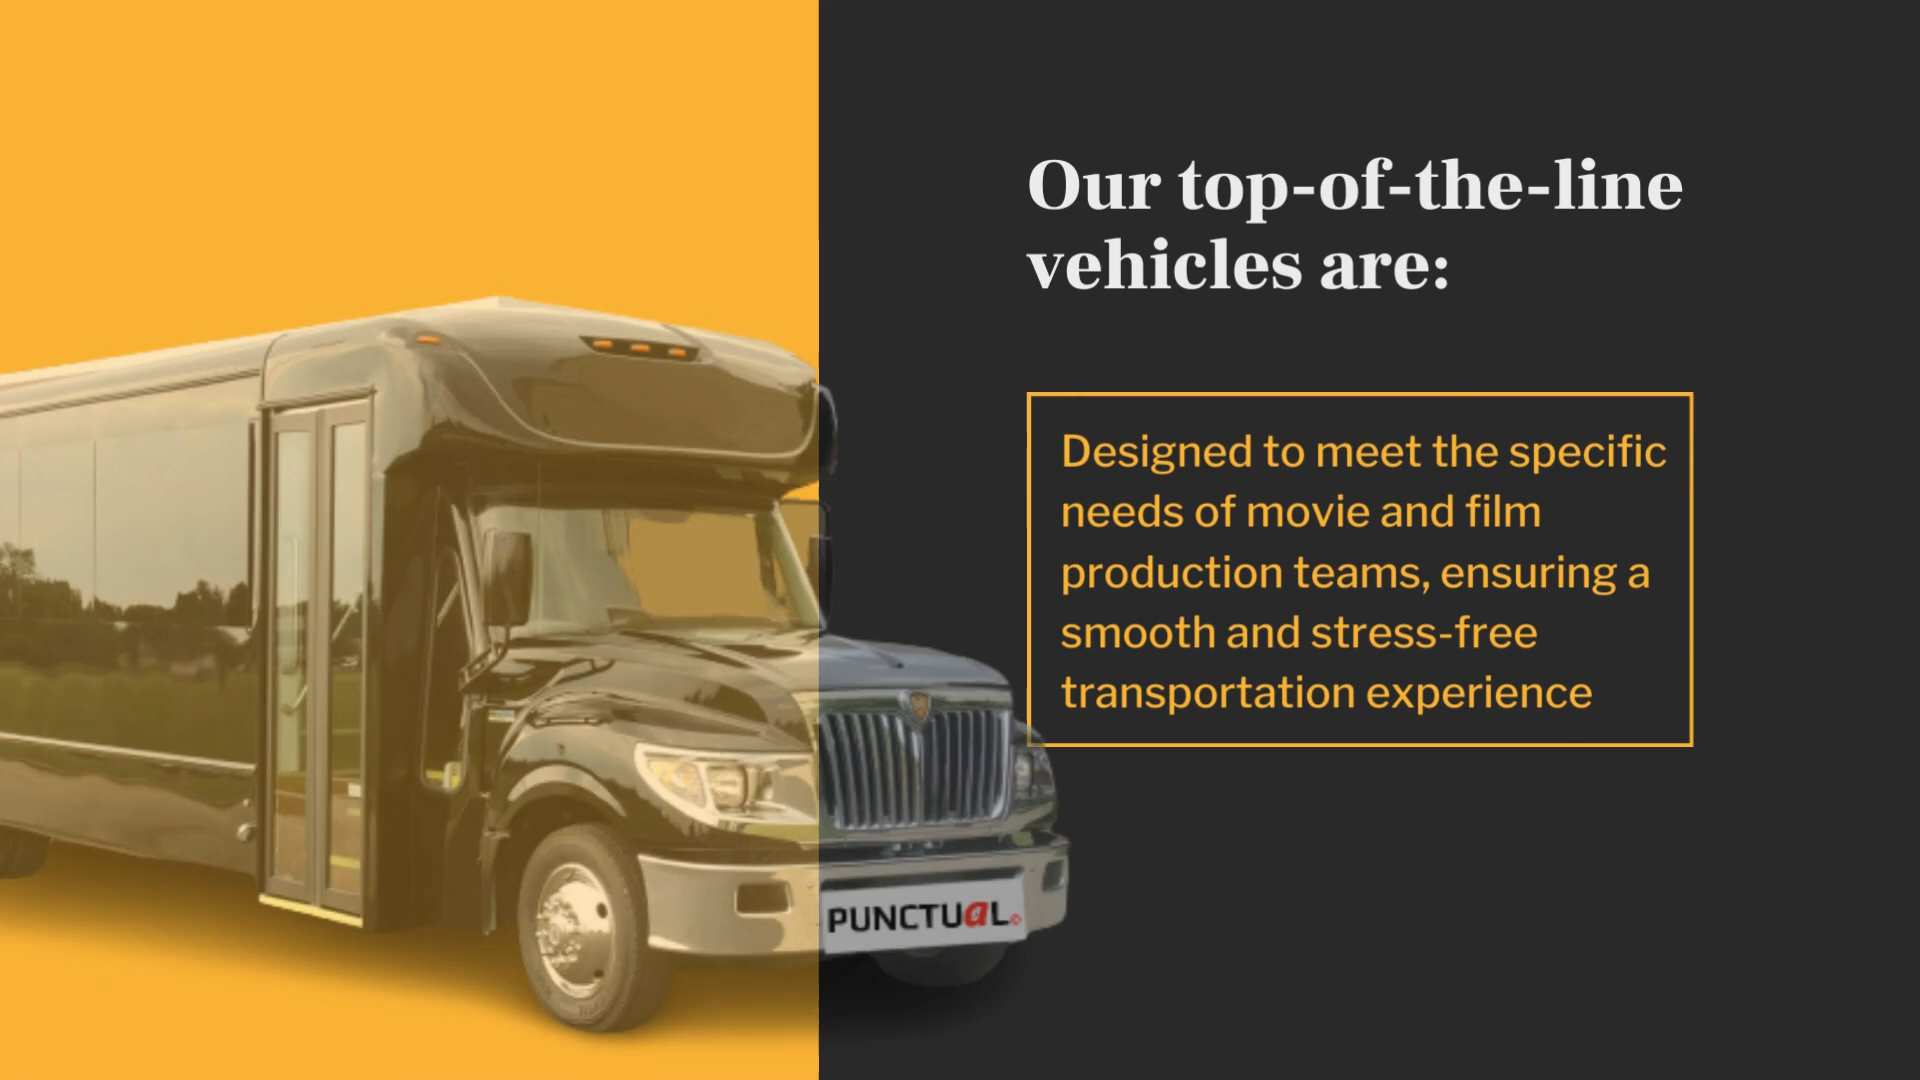 Our top-of-the-line
vehicles are:
Designed to meet the specific
needs of movie and film
production teams, ensuring a
smooth and stress-free
transportation experience
PUNCTUaL